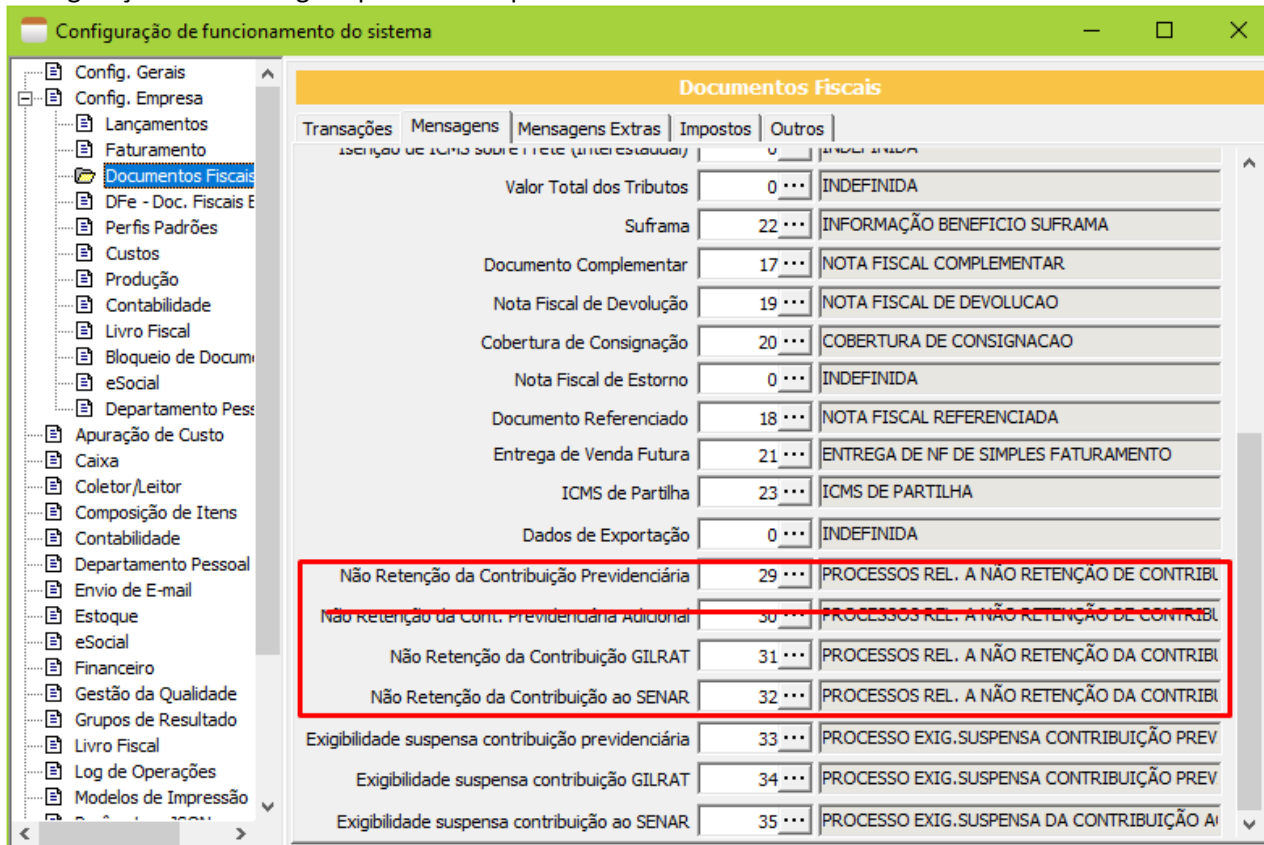 Configuração de funcionamento do sistema
Config. Gerais
Config. Empresa
Lançamentos
Faturamento
Documentos Fiscais
DFe - Doc. Fiscais E
Perfis Padrões
Custos
Produção
Contabilidade
Livro Fiscal
Bloqueio de Docum
eSocial
Departamento Pess
Apuração de Custo
Caixa
Coletor/Leitor
Composição de Itens
Contabilidade
Departamento Pessoal
Envio de E-mail
Estoque
eSocial
Financeiro
Gestão da Qualidade
Grupos de Resultado
Livro Fiscal
Log de Operações
Modelos de Impressão
Documentos Fiscais
Transações Mensagens Mensagens Extras Impostos Outros
Isenção de ICMS sobre Frete (Interestadual) 0 ... INDEFINIDA
Valor Total dos Tributos 0 ... INDEFINIDA
Suframa 22 ... INFORMAÇÃO BENEFICIO SUFRAMA
Documento Complementar 17 ... NOTA FISCAL COMPLEMENTAR
Nota Fiscal de Devolução 19 ... NOTA FISCAL DE DEVOLUCAO
Cobertura de Consignação 20 ... COBERTURA DE CONSIGNACAO
Nota Fiscal de Estorno 0 ... INDEFINIDA
Documento Referenciado 18 ... NOTA FISCAL REFERENCIADA
Entrega de Venda Futura 21 ... ENTREGA DE NF DE SIMPLES FATURAMENTO
ICMS de Partilha 23 ... ICMS DE PARTILHA
Dados de Exportação 0 ... INDEFINIDA
Não Retenção da Contribuição Previdenciária 29 ... PROCESSOS REL. A NÃO RETENÇÃO DE CONTRIBU
Não Retenção da Cont. Previdenciária Adicional 30 ... PROCESSOS REL. A NÃO RETENÇÃO DE CONTRIBU
Não Retenção da Contribuição GILRAT 31 ... PROCESSOS REL. A NÃO RETENÇÃO DA CONTRIBU
Não Retenção da Contribuição ao SENAR 32 ... PROCESSOS REL. A NÃO RETENÇÃO DA CONTRIBU
Exigibilidade suspensa contribuição previdenciária 33 ... PROCESSO EXIG.SUSPENSA CONTRIBUIÇÃO PREV
Exigibilidade suspensa contribuição GILRAT 34 ... PROCESSO EXIG.SUSPENSA CONTRIBUIÇÃO PREV
Exigibilidade suspensa contribuição ao SENAR 35 ... PROCESSO EXIG.SUSPENSA DA CONTRIBUIÇÃO A